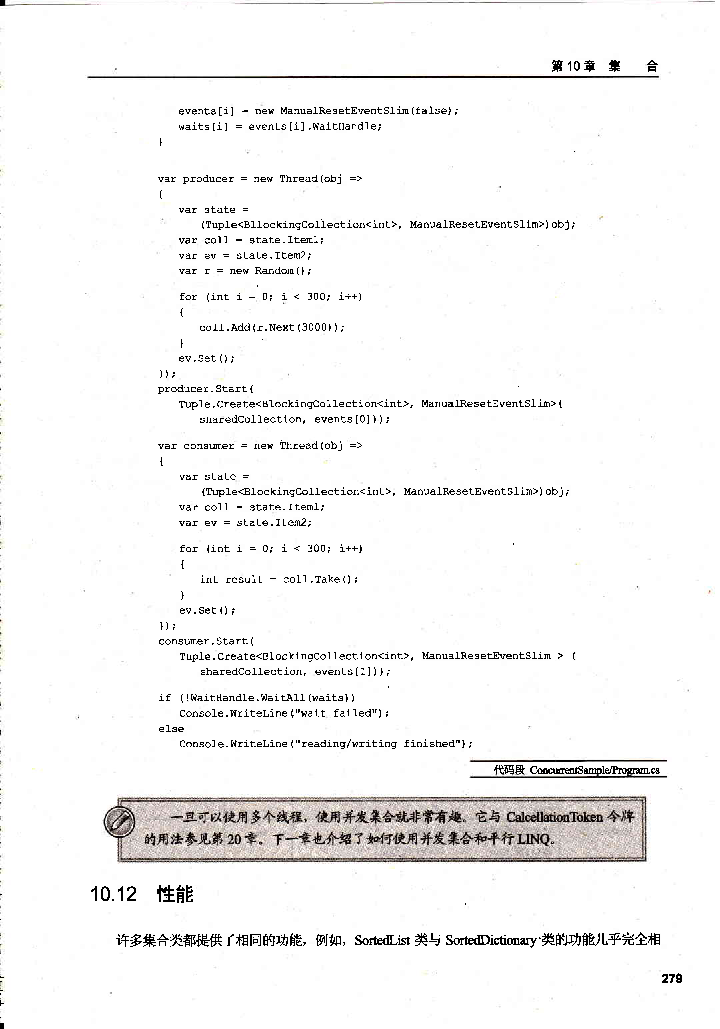 第10章 集 合
events[i] = new ManualResetEventSlim(false);
waits[i] = events[i].WaitHandle;
}
var producer = new Thread(obj =>
{
var state =
(Tuple<BllockingCollection<int>, ManualResetEventSlim>)obj;
var coll = state.Item1;
var ev = state.Item2;
var r = new Random();
for (int i = 0; i < 300; i++)
{
coll.Add(r.Next(3000));
}
ev.Set();
});
producer.Start(
Tuple.Create<BlockingCollection<int>, ManualResetEventSlim>(
sharedCollection, events[0]));
var consumer = new Thread(obj =>
{
var state =
(Tuple<BlockingCollection<int>, ManualResetEventSlim>)obj;
var coll = state.Item1;
var ev = state.Item2;
for (int i = 0; i < 300; i++)
{
int result = coll.Take();
}
ev.Set();
});
consumer.Start(
Tuple.Create<BlockingCollection<int>, ManualResetEventSlim > (
sharedCollection, events[1]));
if (!WaitHandle.WaitAll(waits))
Console.WriteLine("wait failed");
else
Console.WriteLine("reading/writing finished");
代码段 ConcurrentSample/Program.cs
一旦可以使用多个线程，使用并发集合就非常有趣。它与 CalcellationToken 令牌
的用法参见第 20 章。下一章也介绍了如何使用并发集合和平行 LINQ。
10.12 性能
许多集合类都提供了相同的功能，例如，SortedList 类与 SortedDictionary 类的功能几乎完全相
279